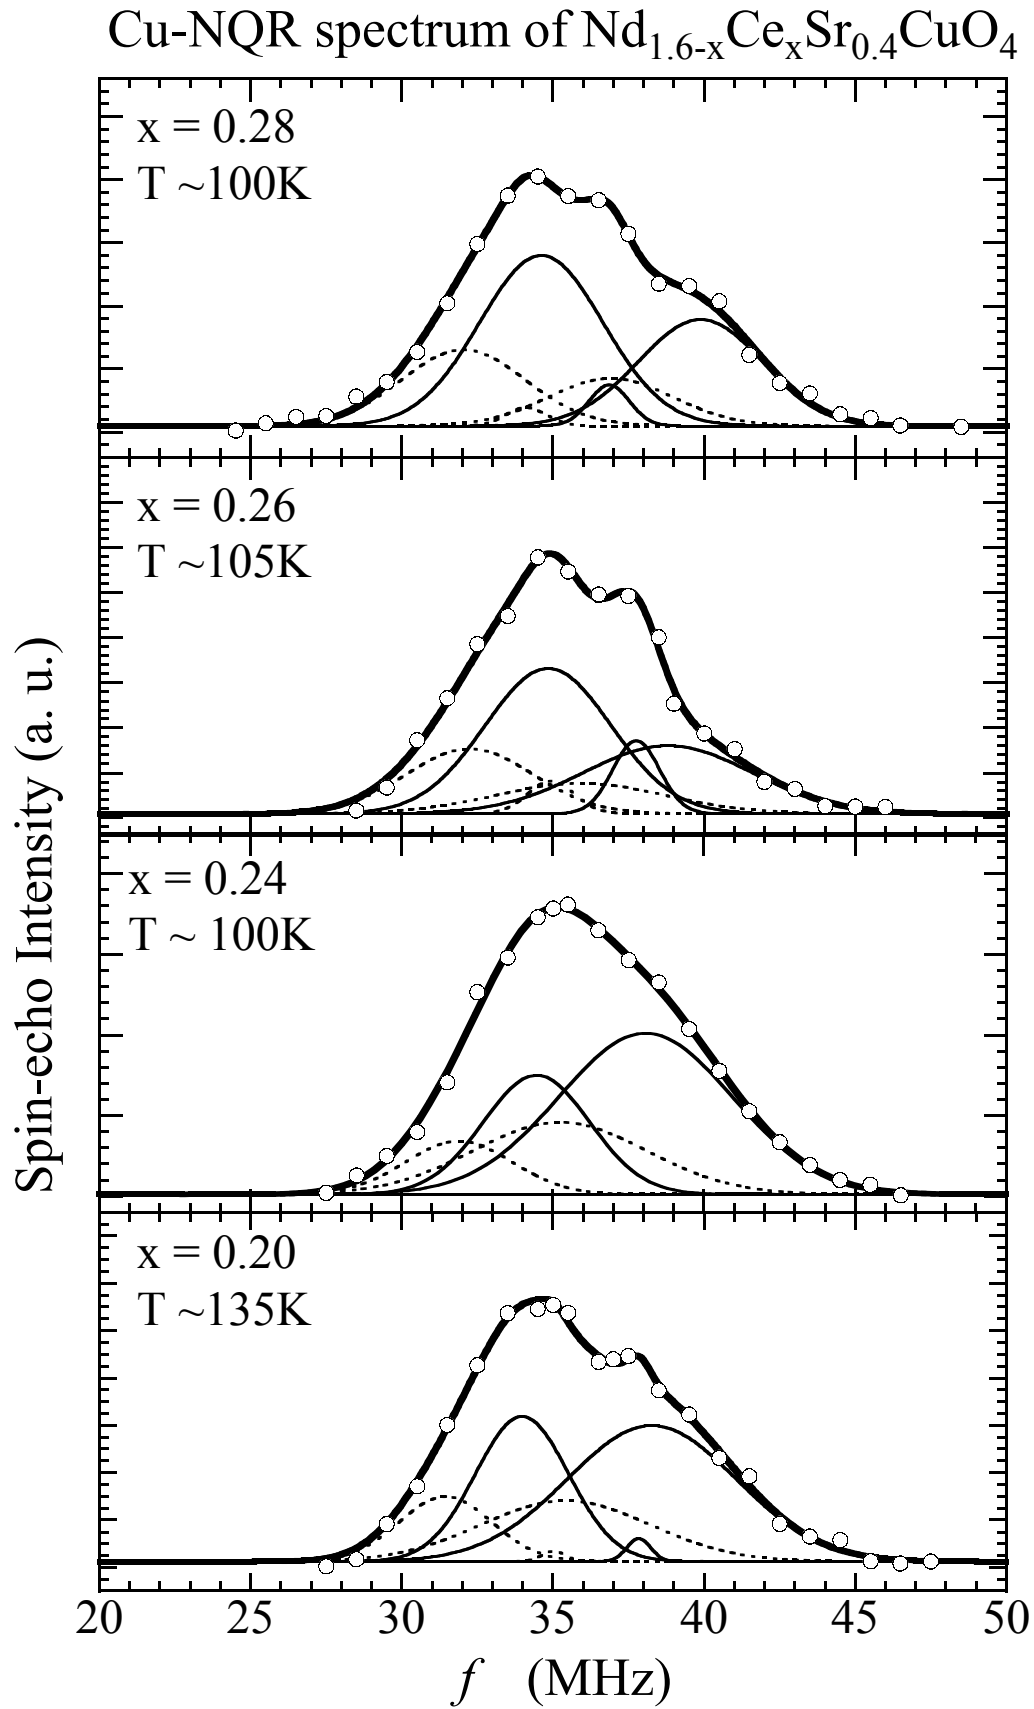 Cu-NQR spectrum of Nd₁.₆₋ₓCeₓSr₀.₄CuO₄
x = 0.28
T ~100K
x = 0.26
T ~105K
x = 0.24
T ~ 100K
x = 0.20
T ~135K
Spin-echo Intensity (a. u.)
20 25 30 35 40 45 50
f (MHz)